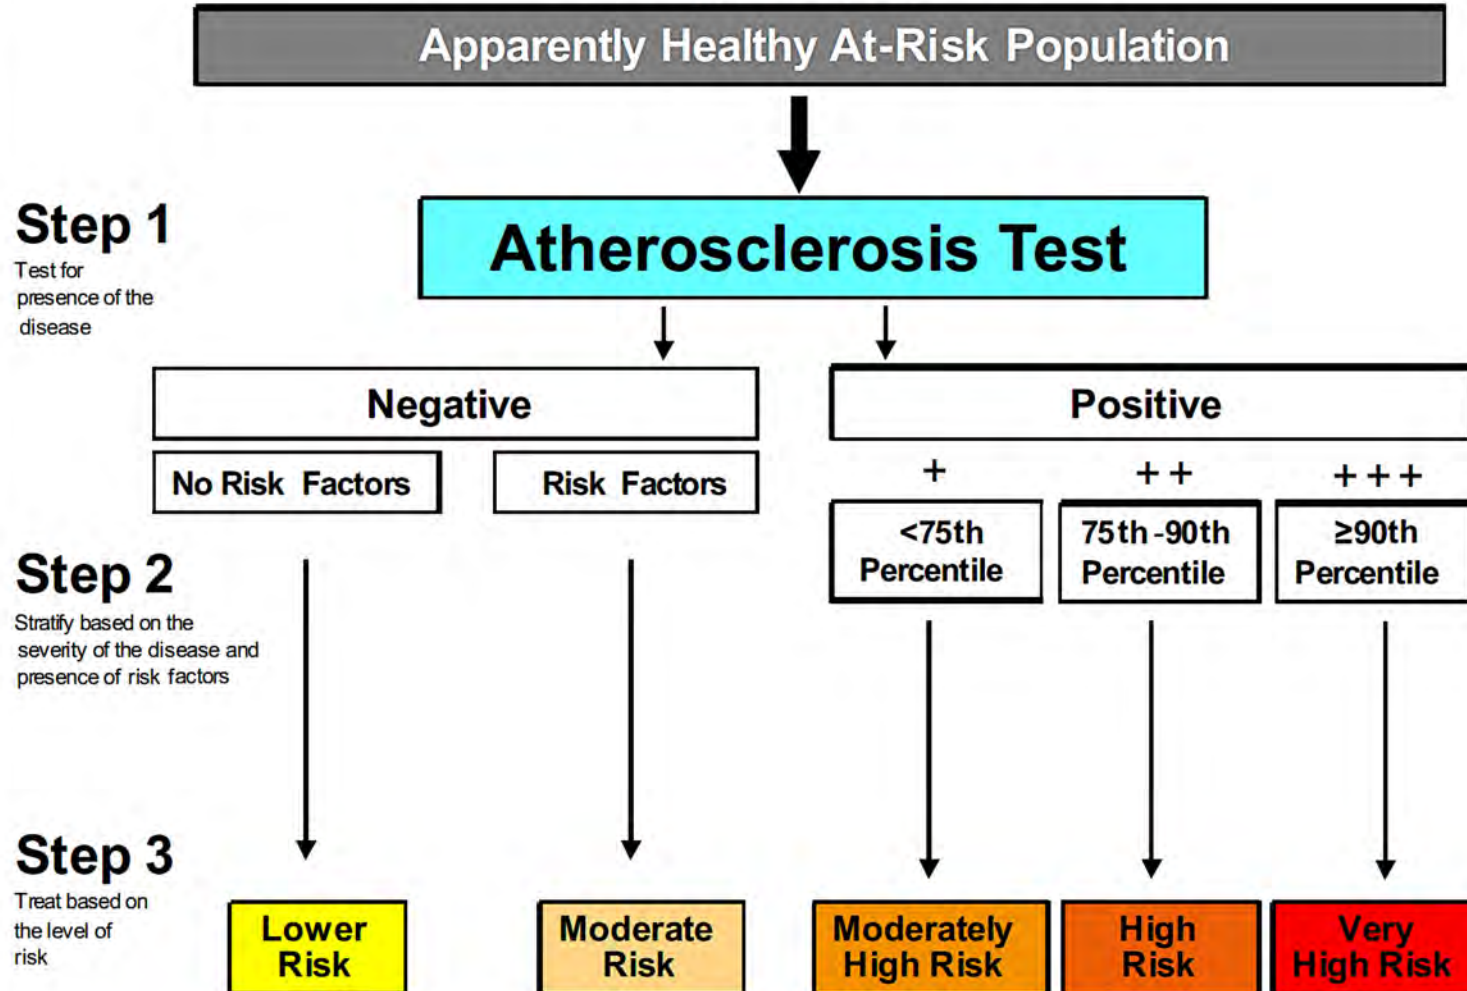 Apparently Healthy At-Risk Population
Step 1
Test for
presence of the
disease
Atherosclerosis Test
Negative
Positive
No Risk Factors
Risk Factors
+
++
+++
<75th
Percentile
75th-90th
Percentile
≥90th
Percentile
Step 2
Stratify based on the
severity of the disease and
presence of risk factors
Step 3
Treat based on
the level of
risk
Lower
Risk
Moderate
Risk
Moderately
High Risk
High
Risk
Very
High Risk